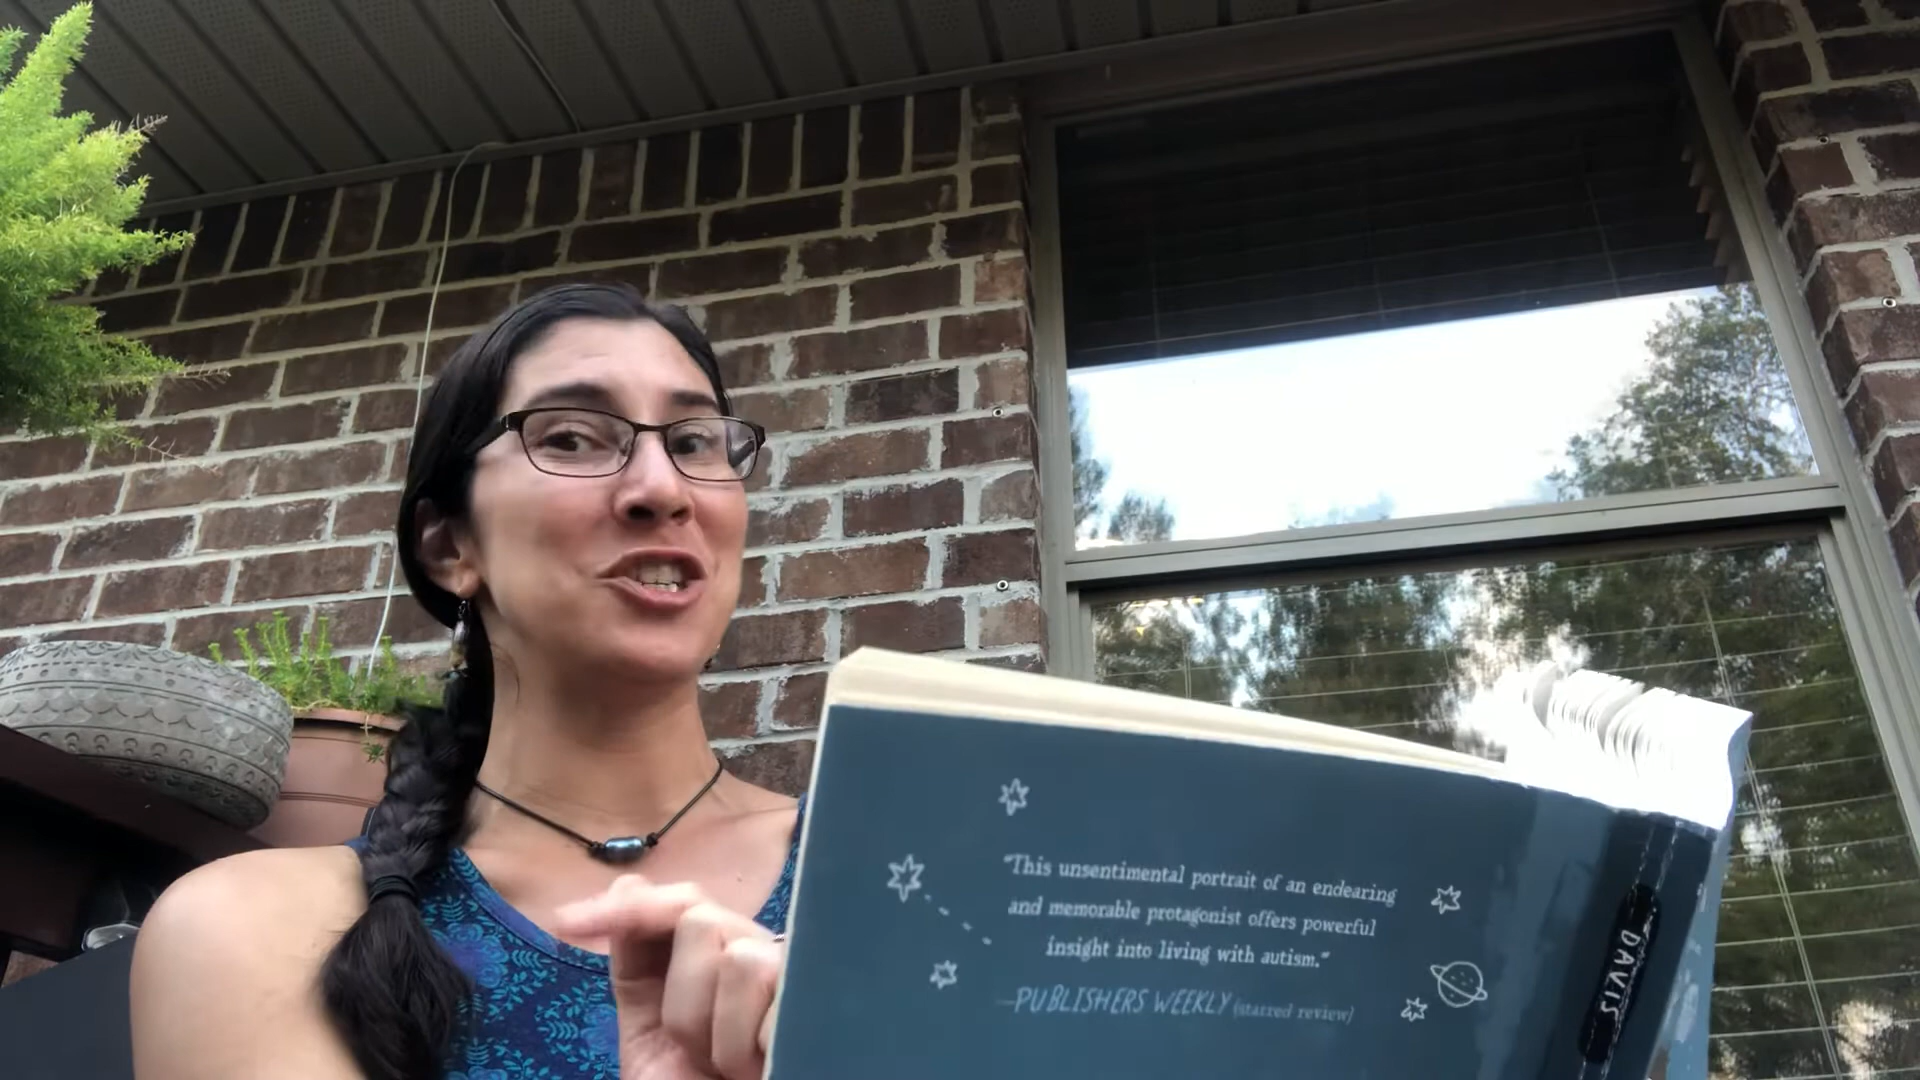 "This unsentimental portrait of an endearing
and memorable protagonist offers powerful
insight into living with autism."
—PUBLISHERS WEEKLY (starred review)
DAVIS